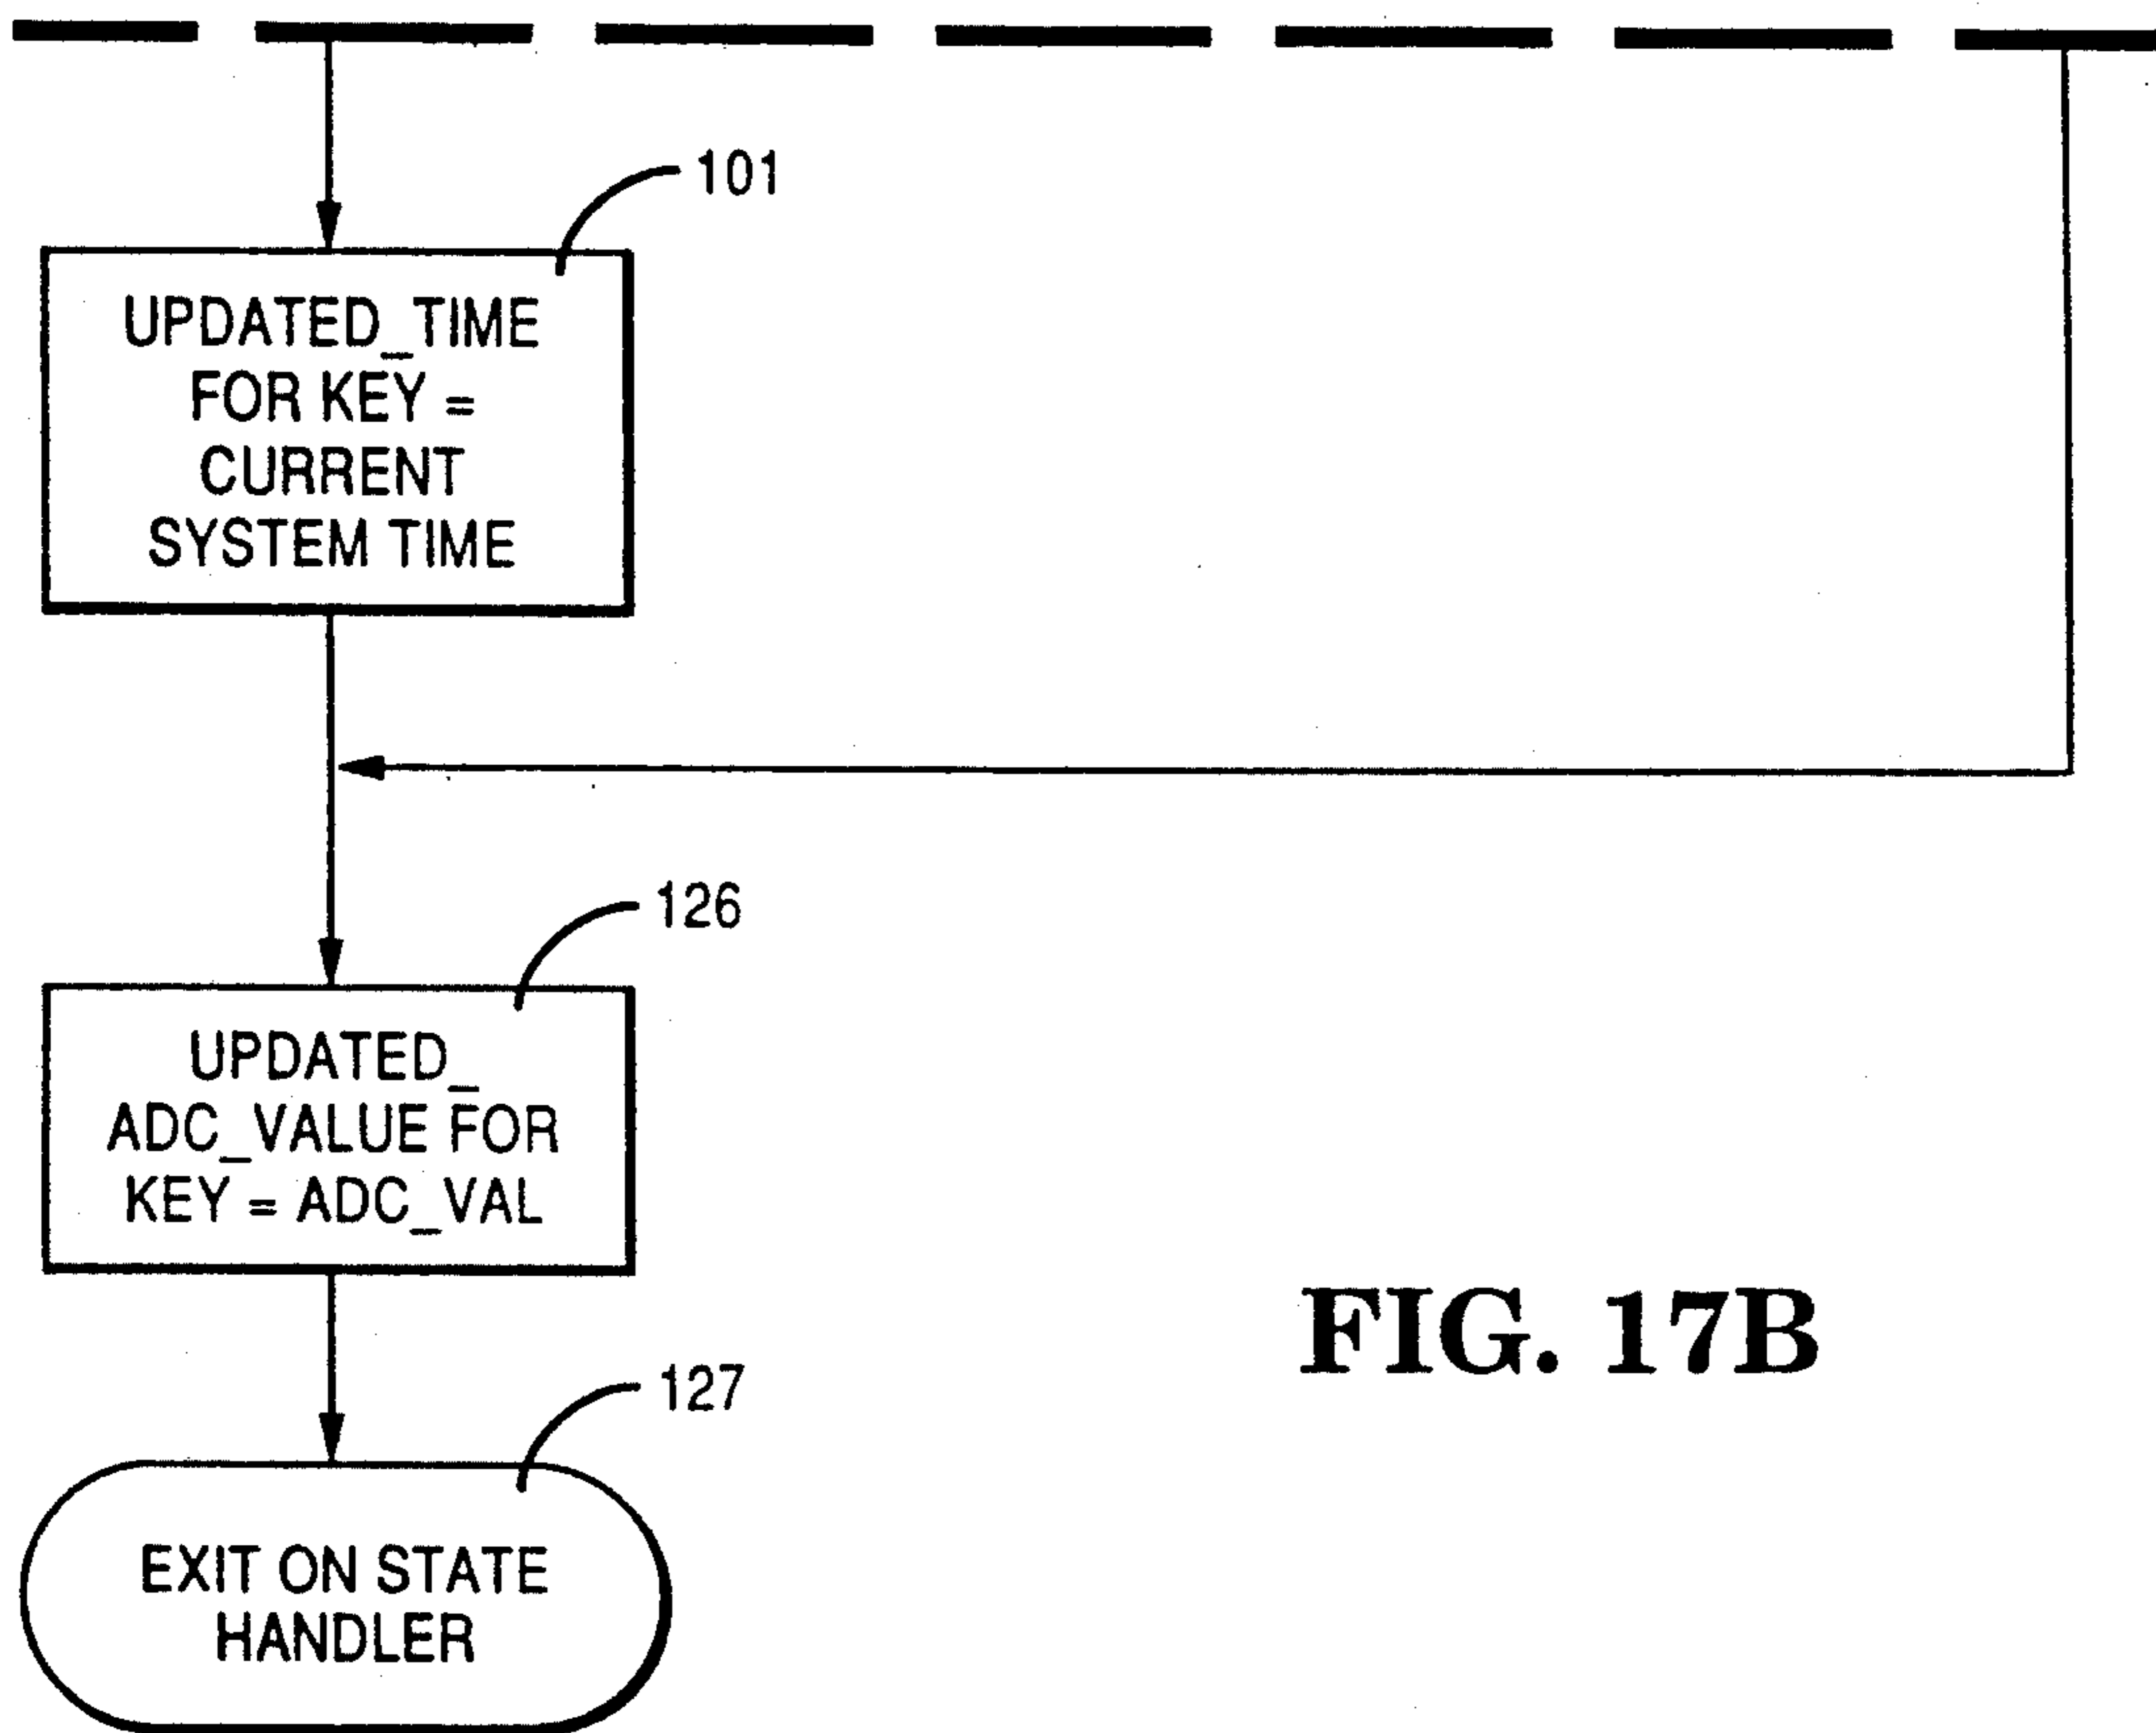 101
UPDATED_TIME
FOR KEY =
CURRENT
SYSTEM TIME
126
UPDATED_
ADC_VALUE FOR
KEY = ADC_VAL
127
EXIT ON STATE
HANDLER
FIG. 17B